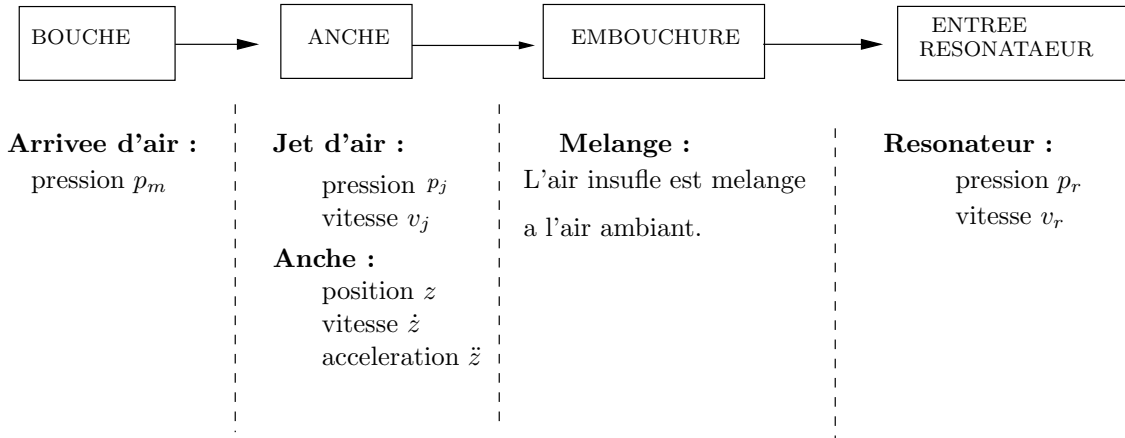 BOUCHE
ANCHE
EMBOUCHURE
ENTREE
RESONATAEUR
Arrivee d'air :
pression p_m
Jet d'air :
pression p_j
vitesse v_j
Anche :
position z
vitesse ż
acceleration z̈
Melange :
L'air insufle est melange
a l'air ambiant.
Resonateur :
pression p_r
vitesse v_r